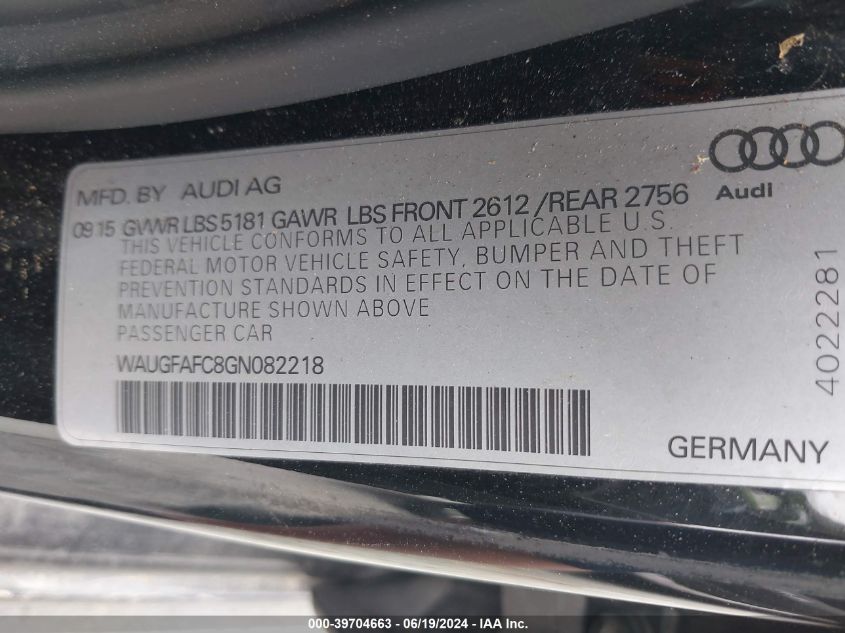 MFD. BY AUDI AG
Audi
09.15 GVWR LBS 5181 GAWR LBS FRONT 2612 / REAR 2756
THIS VEHICLE CONFORMS TO ALL APPLICABLE U.S.
FEDERAL MOTOR VEHICLE SAFETY, BUMPER AND THEFT
PREVENTION STANDARDS IN EFFECT ON THE DATE OF
MANUFACTURE SHOWN ABOVE
PASSENGER CAR
WAUGFAFC8GN082218
4022281
GERMANY
000-39704663 - 06/19/2024 - IAA Inc.